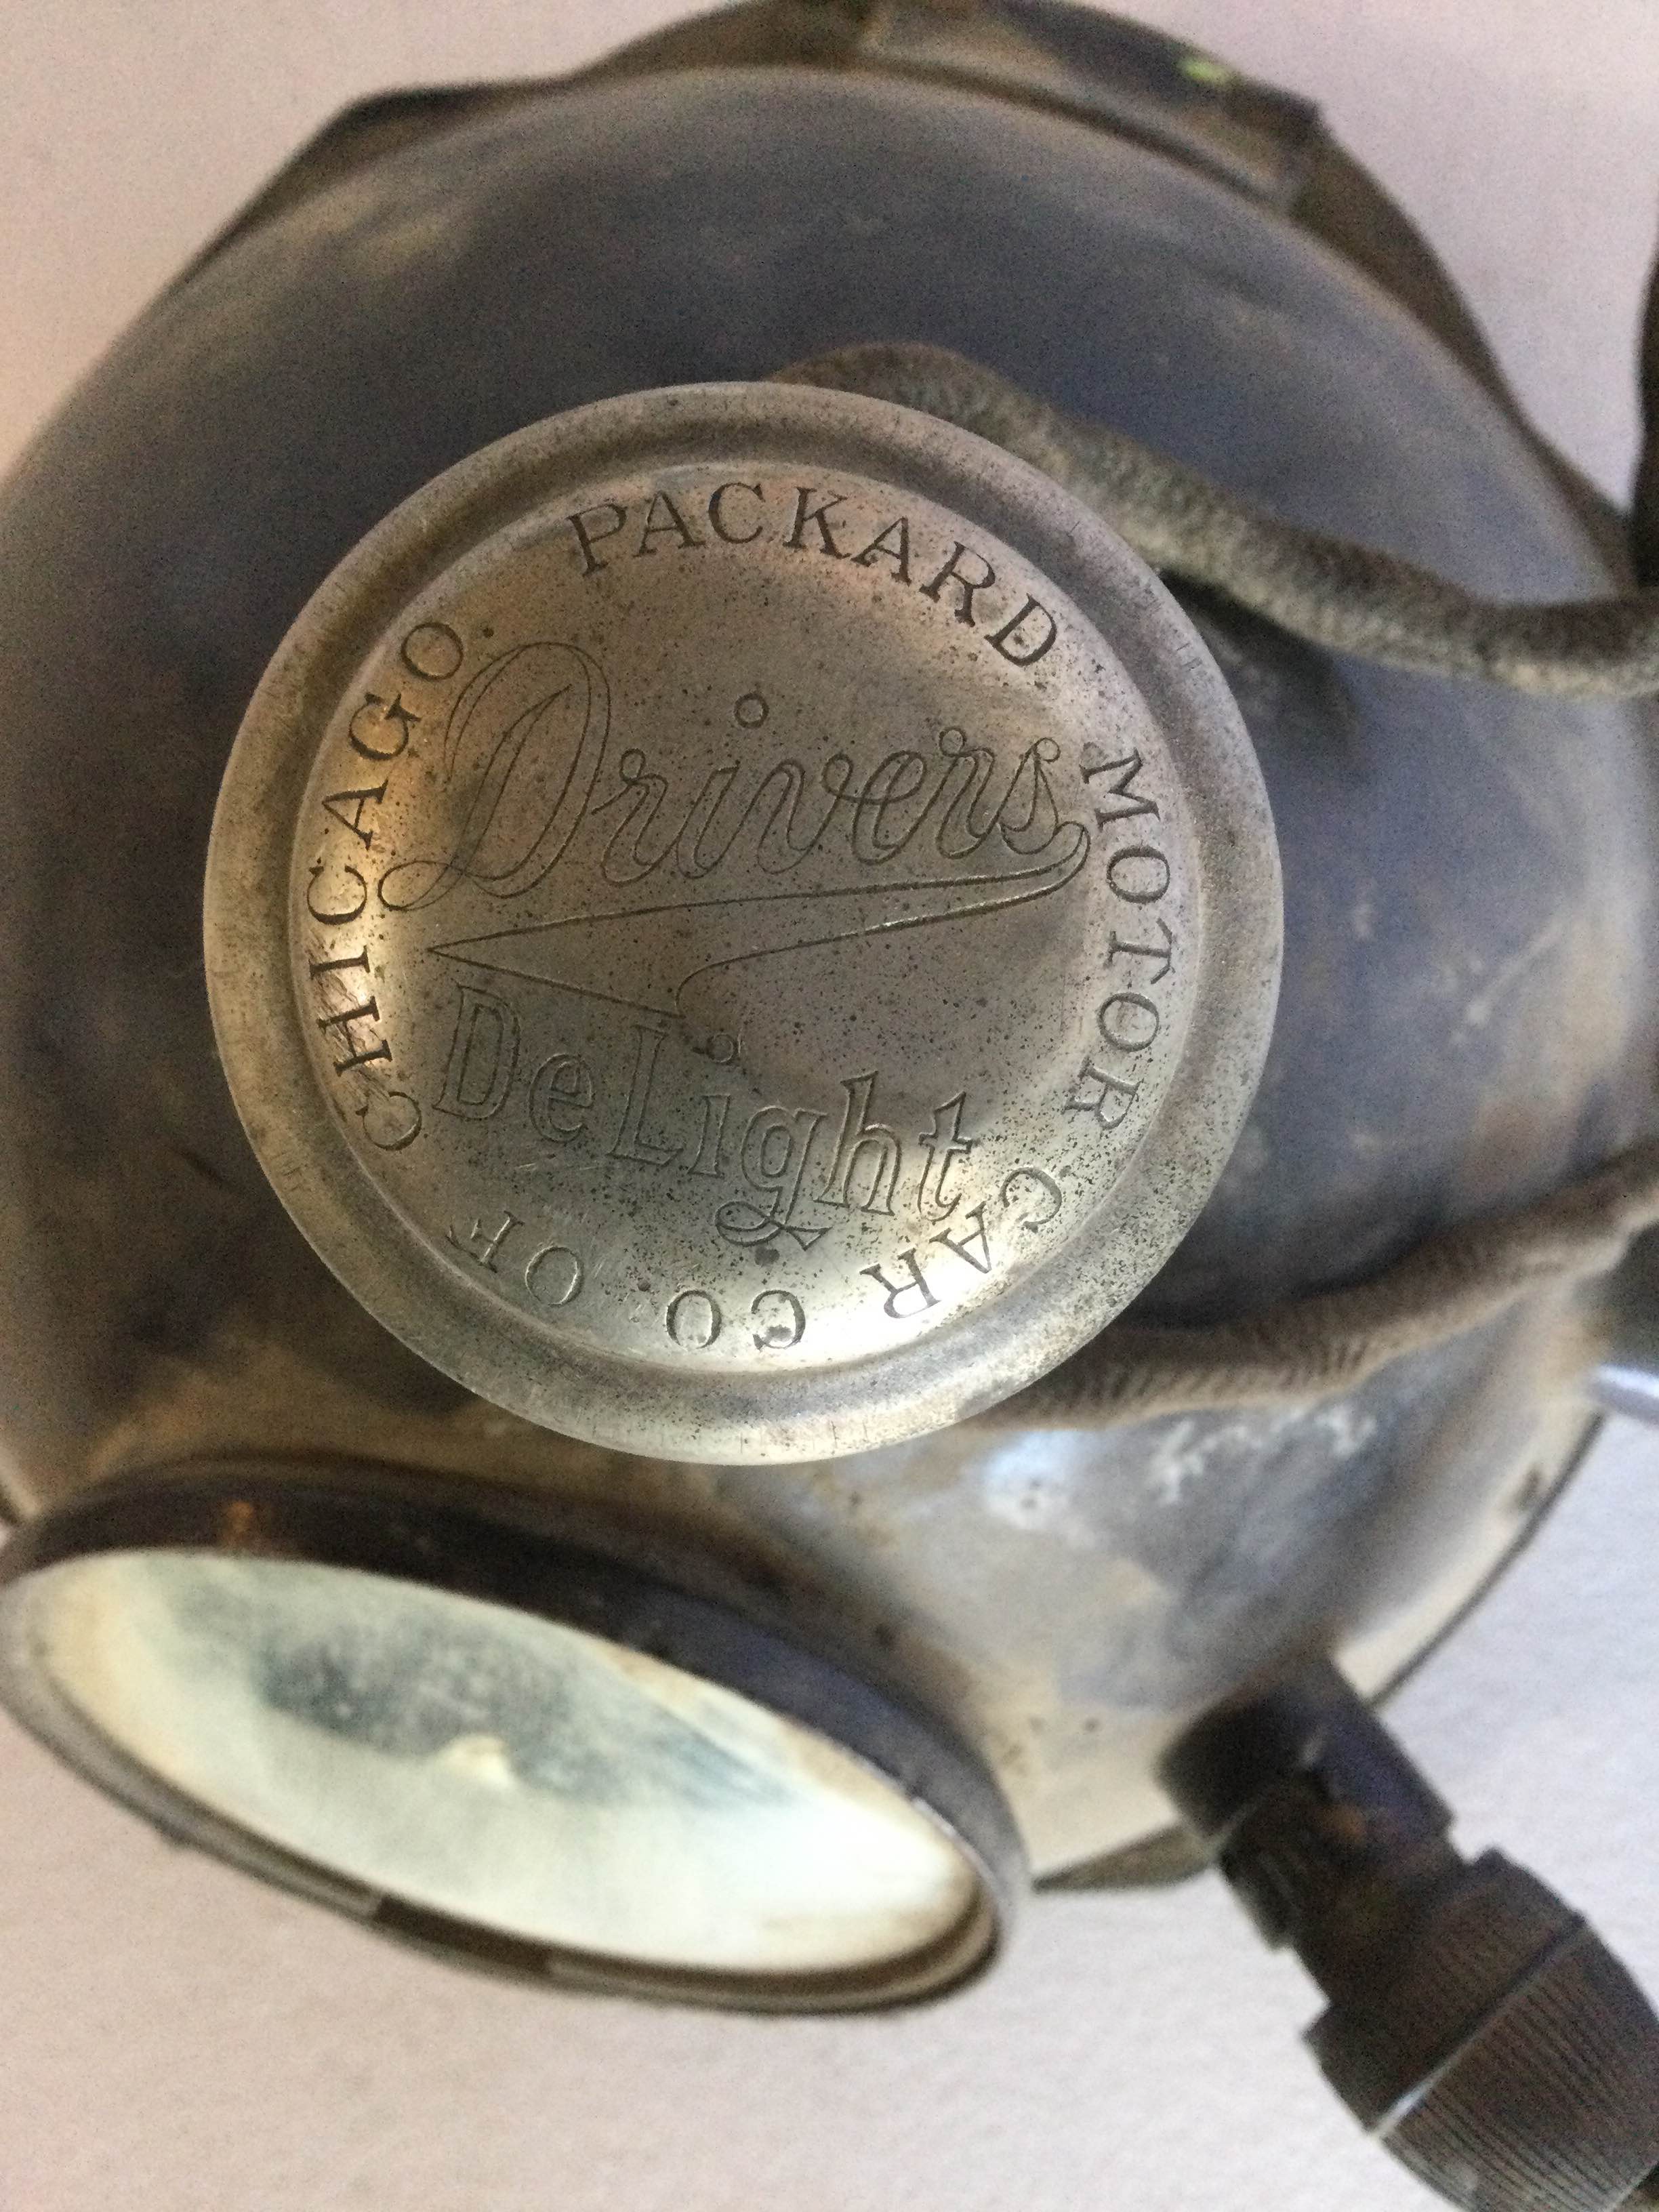 PACKARD MOTOR CAR CO OF CHICAGO
Drivers
DeLight